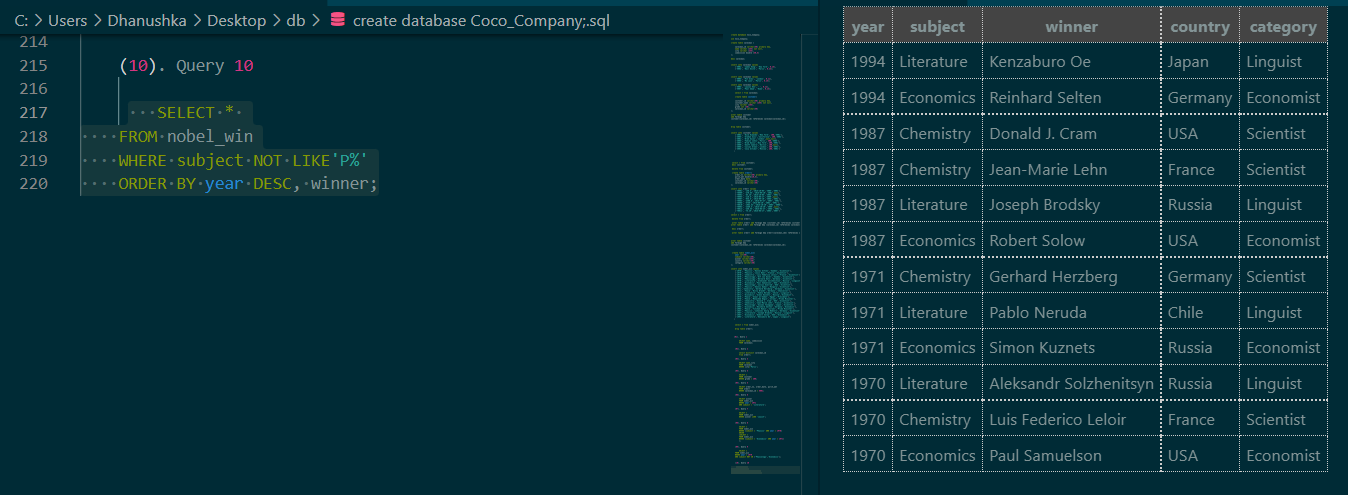 C: > Users > Dhanushka > Desktop > db > create database Coco_Company;.sql
214
215 (10). Query 10
216
217 SELECT *
218 FROM nobel_win
219 WHERE subject NOT LIKE'P%'
220 ORDER BY year DESC, winner;
year subject winner country category
1994 Literature Kenzaburo Oe Japan Linguist
1994 Economics Reinhard Selten Germany Economist
1987 Chemistry Donald J. Cram USA Scientist
1987 Chemistry Jean-Marie Lehn France Scientist
1987 Literature Joseph Brodsky Russia Linguist
1987 Economics Robert Solow USA Economist
1971 Chemistry Gerhard Herzberg Germany Scientist
1971 Literature Pablo Neruda Chile Linguist
1971 Economics Simon Kuznets Russia Economist
1970 Literature Aleksandr Solzhenitsyn Russia Linguist
1970 Chemistry Luis Federico Leloir France Scientist
1970 Economics Paul Samuelson USA Economist